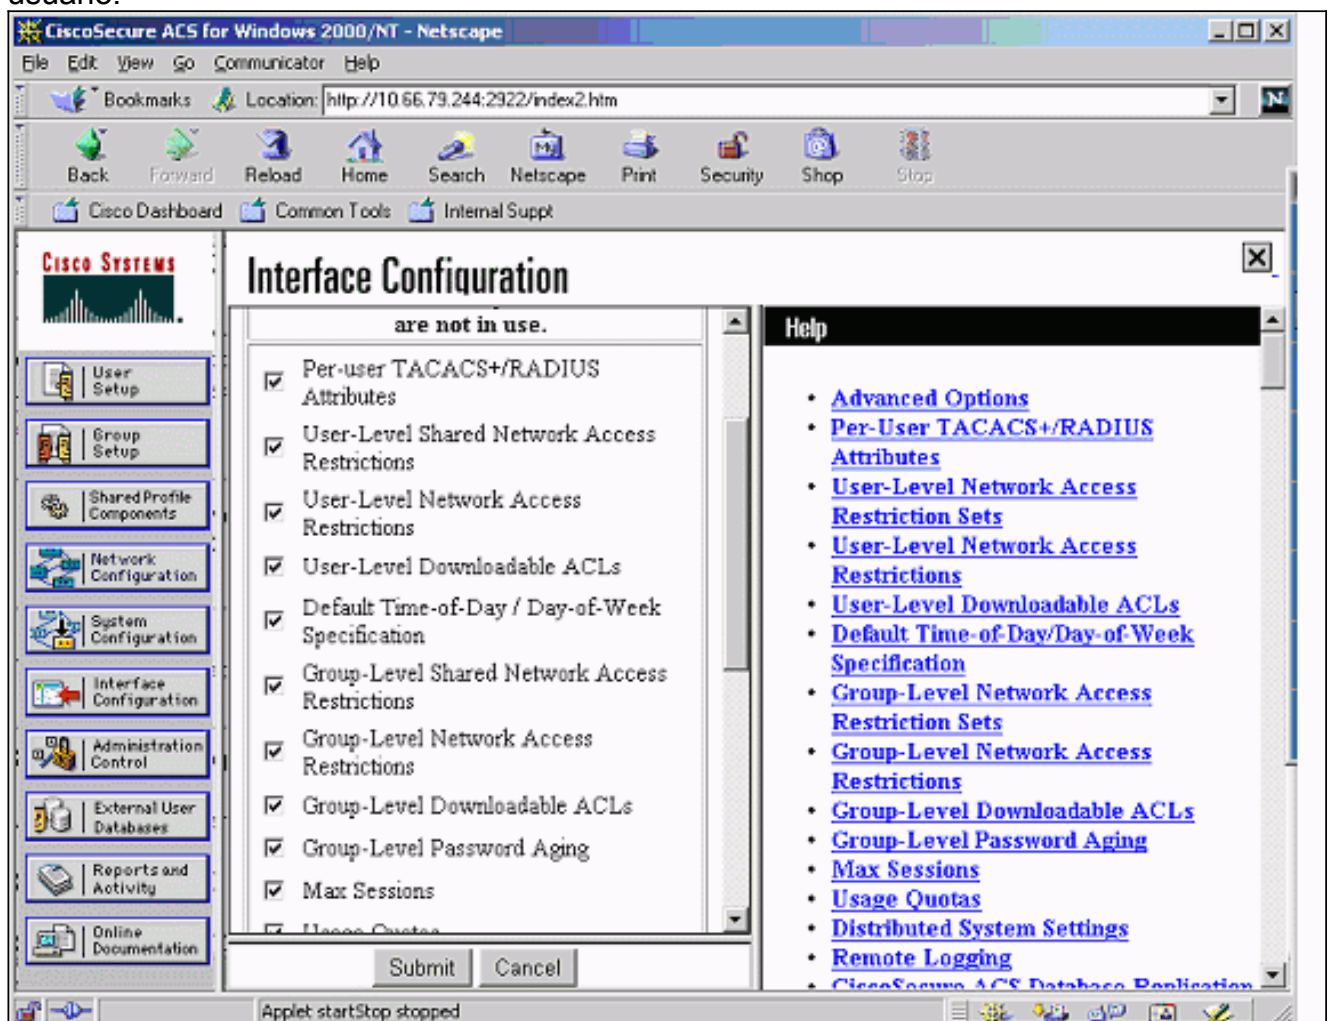 usuario.
CiscoSecure ACS for Windows 2000/NT - Netscape
File Edit View Go Communicator Help
Bookmarks Location: http://10.66.79.244:2922/index2.htm
Back Forward Reload Home Search Netscape Print Security Shop Stop
Cisco Dashboard Common Tools Internal Suppt
CISCO SYSTEMS
Interface Configuration
User
Setup
Group
Setup
Shared Profile
Components
Network
Configuration
System
Configuration
Interface
Configuration
Administration
Control
External User
Databases
Reports and
Activity
Online
Documentation
are not in use.
Per-user TACACS+/RADIUS
Attributes
User-Level Shared Network Access
Restrictions
User-Level Network Access
Restrictions
User-Level Downloadable ACLs
Default Time-of-Day / Day-of-Week
Specification
Group-Level Shared Network Access
Restrictions
Group-Level Network Access
Restrictions
Group-Level Downloadable ACLs
Group-Level Password Aging
Max Sessions
Usage Quotas
Submit Cancel
Help
• Advanced Options
• Per-User TACACS+/RADIUS
Attributes
• User-Level Network Access
Restriction Sets
• User-Level Network Access
Restrictions
• User-Level Downloadable ACLs
• Default Time-of-Day/Day-of-Week
Specification
• Group-Level Network Access
Restriction Sets
• Group-Level Network Access
Restrictions
• Group-Level Downloadable ACLs
• Group-Level Password Aging
• Max Sessions
• Usage Quotas
• Distributed System Settings
• Remote Logging
• CiscoSecure ACS Database Replication
Applet startStop stopped